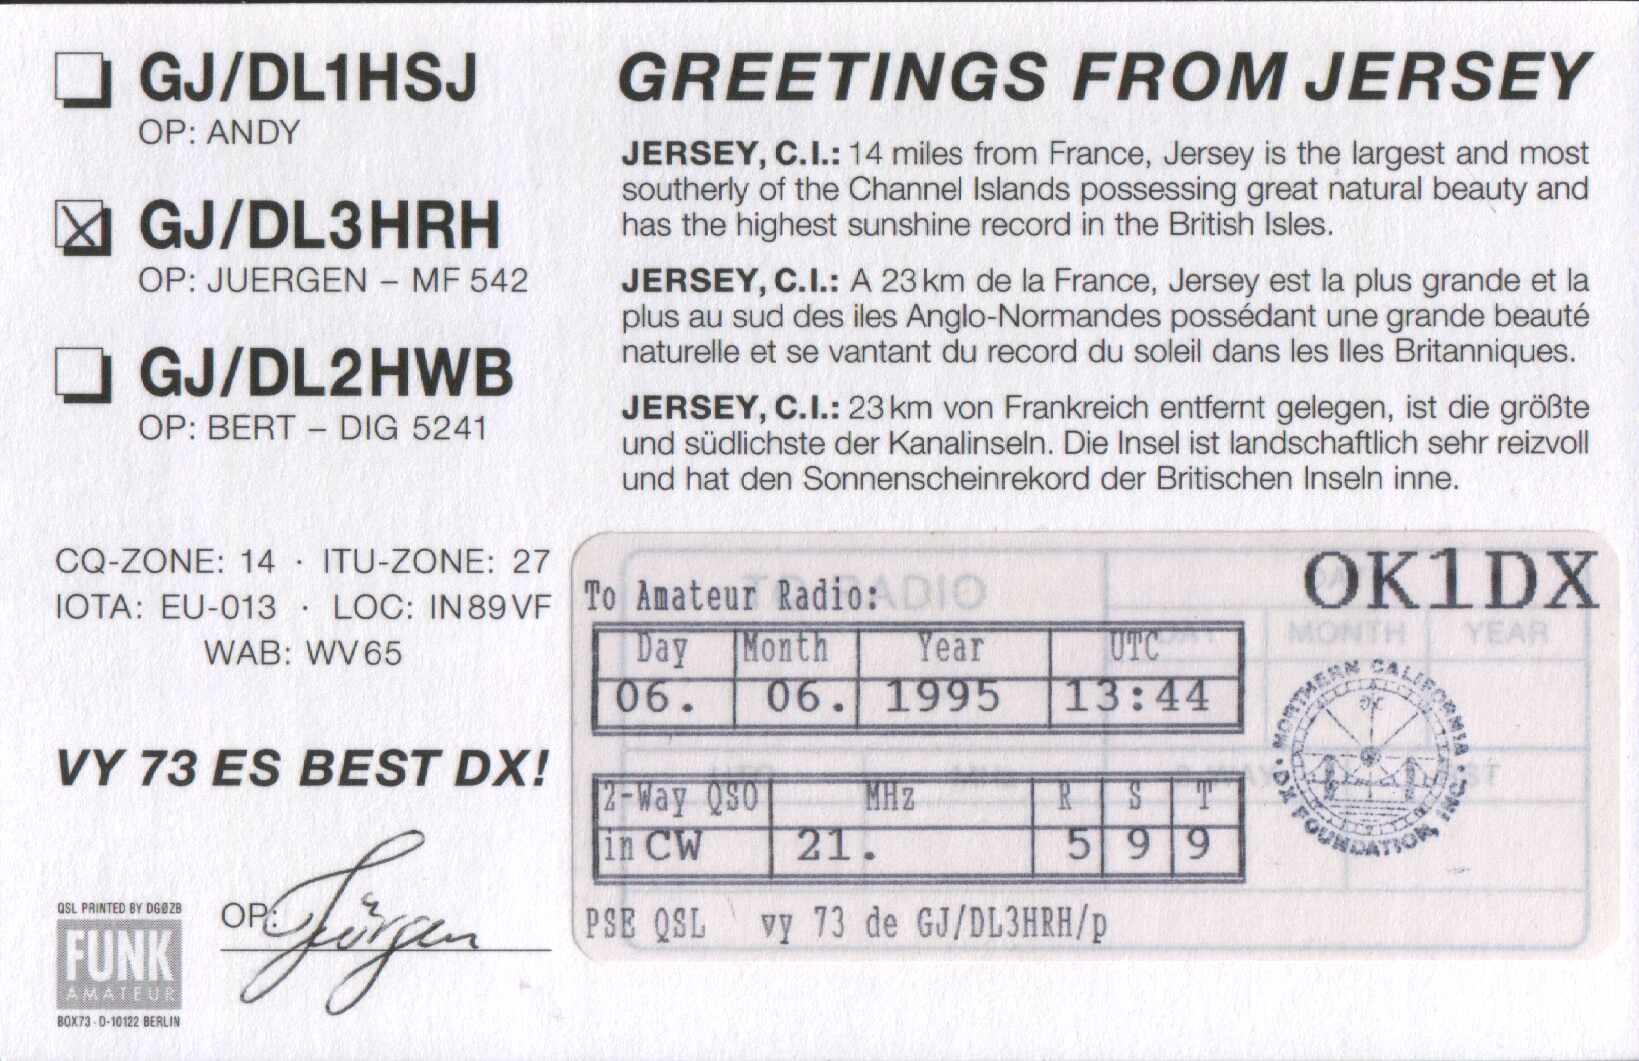 GJ/DL1HSJ
OP: ANDY
GJ/DL3HRH
OP: JUERGEN – MF 542
GJ/DL2HWB
OP: BERT – DIG 5241
CQ-ZONE: 14 · ITU-ZONE: 27
IOTA: EU-013 · LOC: IN89VF
WAB: WV65
VY 73 ES BEST DX!
OP: Jürgen
QSL PRINTED BY DGØZB
FUNK
AMATEUR
BOX73 · D-10122 BERLIN
GREETINGS FROM JERSEY
JERSEY, C.I.: 14 miles from France, Jersey is the largest and most
southerly of the Channel Islands possessing great natural beauty and
has the highest sunshine record in the British Isles.
JERSEY, C.I.: A 23 km de la France, Jersey est la plus grande et la
plus au sud des iles Anglo-Normandes possédant une grande beauté
naturelle et se vantant du record du soleil dans les Iles Britanniques.
JERSEY, C.I.: 23 km von Frankreich entfernt gelegen, ist die größte
und südlichste der Kanalinseln. Die Insel ist landschaftlich sehr reizvoll
und hat den Sonnenscheinrekord der Britischen Inseln inne.
To Amateur Radio: OK1DX
TO RADIO
DAY MONTH YEAR
Day Month Year UTC
06. 06. 1995 13:44
2-Way QSO MHz R S T
in CW 21. 5 9 9
PSE QSL vy 73 de GJ/DL3HRH/p
NORTHERN CALIFORNIA
· DX FOUNDATION, INC. ·